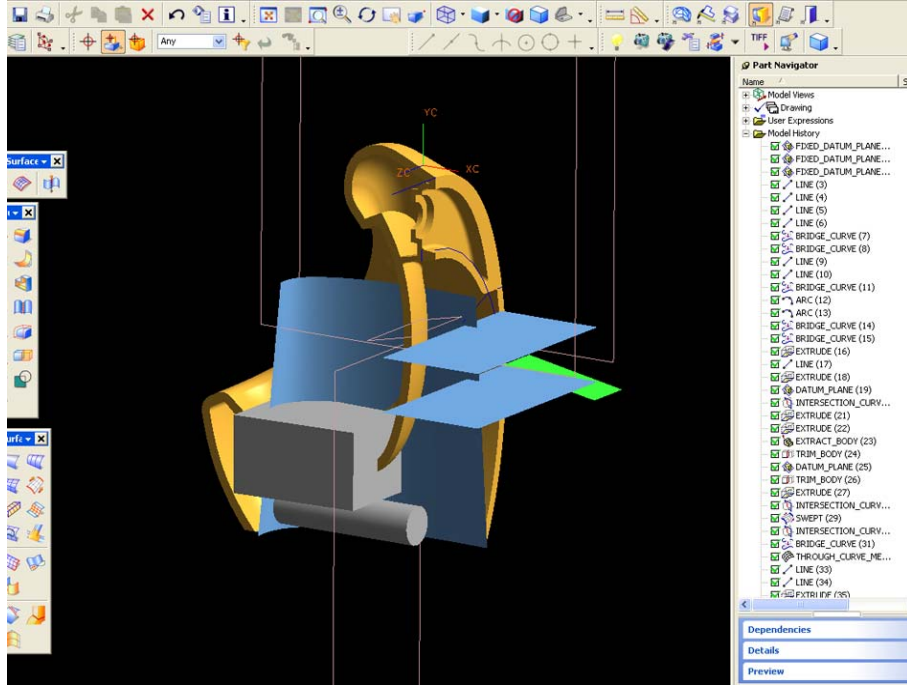 Any
TIFF
Part Navigator
Name
S
Model Views
Drawing
User Expressions
Model History
FIXED_DATUM_PLANE...
FIXED_DATUM_PLANE...
FIXED_DATUM_PLANE...
LINE (3)
LINE (4)
LINE (5)
LINE (6)
BRIDGE_CURVE (7)
BRIDGE_CURVE (8)
LINE (9)
LINE (10)
BRIDGE_CURVE (11)
ARC (12)
ARC (13)
BRIDGE_CURVE (14)
BRIDGE_CURVE (15)
EXTRUDE (16)
LINE (17)
EXTRUDE (18)
DATUM_PLANE (19)
INTERSECTION_CURV...
EXTRUDE (21)
EXTRUDE (22)
EXTRACT_BODY (23)
TRIM_BODY (24)
DATUM_PLANE (25)
TRIM_BODY (26)
EXTRUDE (27)
INTERSECTION_CURV...
SWEPT (29)
INTERSECTION_CURV...
BRIDGE_CURVE (31)
THROUGH_CURVE_ME...
LINE (33)
LINE (34)
EXTRUDE (35)
Dependencies
Details
Preview
Surface
urfa
YC
ZC
XC